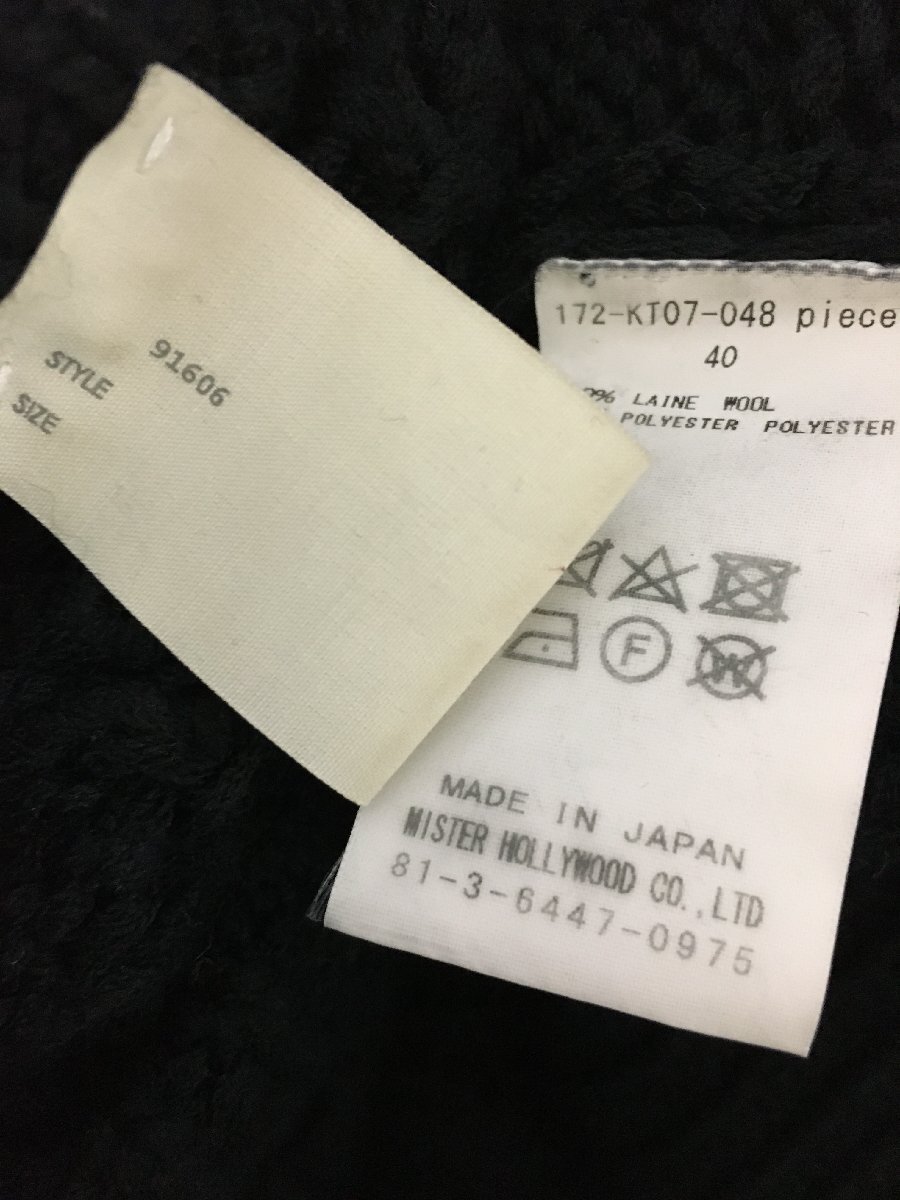 91606
STYLE
SIZE
172-KT07-048 piece
40
% LAINE WOOL
POLYESTER POLYESTER
F
W
MADE IN JAPAN
MISTER HOLLYWOOD CO.,LTD
81-3-6447-0975